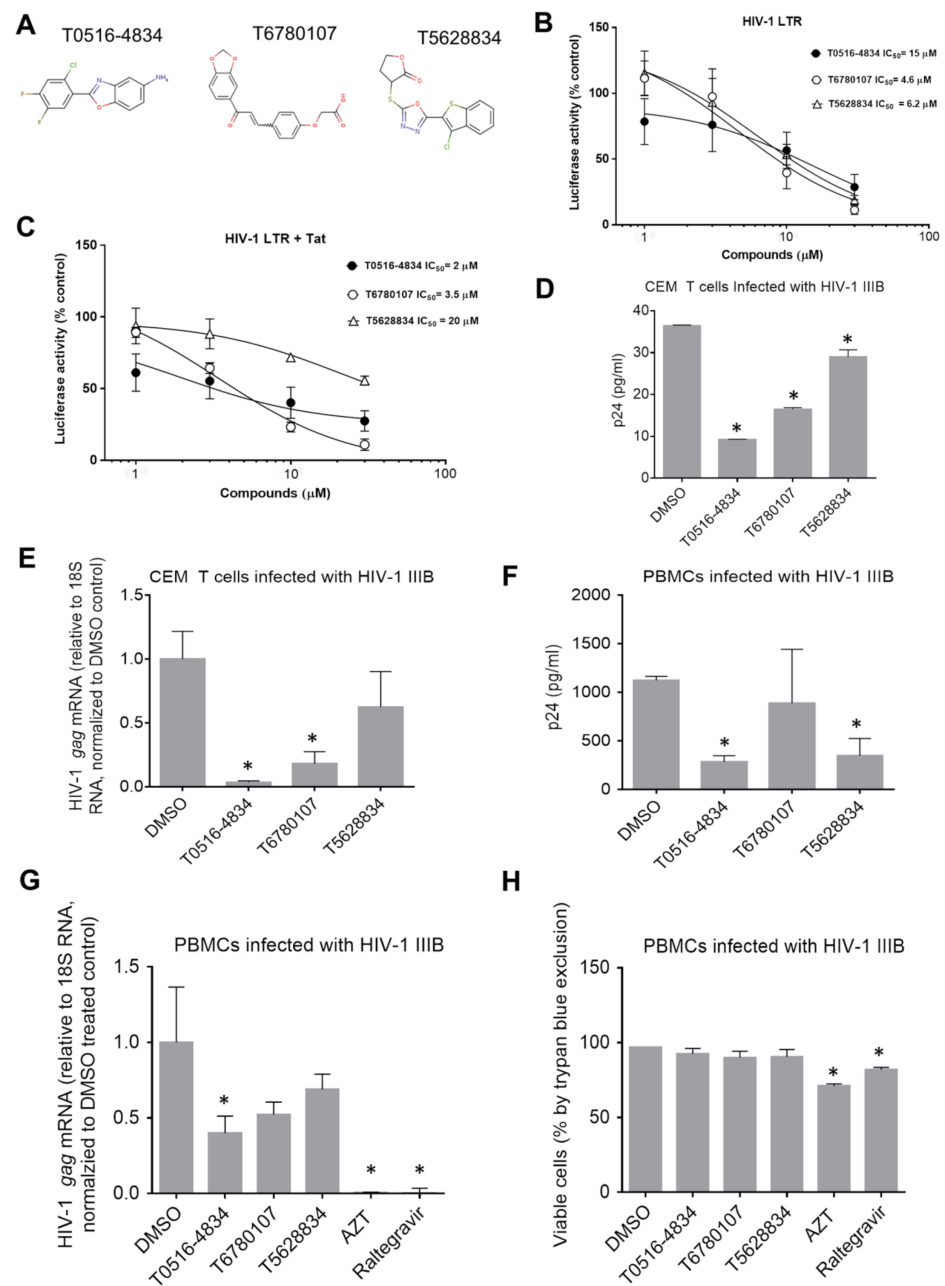 A
T0516-4834
T6780107
T5628834
Cl
N
NH₂
F
O
F
O
O
O
O
OH
O
O
O
S
O
S
N
N
Cl
B
HIV-1 LTR
Luciferase activity (% control)
150
100
50
0
1
10
100
Compounds (μM)
T0516-4834 IC50 = 15 μM
T6780107 IC50 = 4.6 μM
T5628834 IC50 = 6.2 μM
C
HIV-1 LTR + Tat
Luciferase activity (% control)
150
100
50
0
1
10
100
Compounds (μM)
T0516-4834 IC50= 2 μM
T6780107 IC50= 3.5 μM
T5628834 IC50 = 20 μM
D
CEM T cells Infected with HIV-1 IIIB
p24 (pg/ml)
40
30
20
10
0
*
*
*
DMSO
T0516-4834
T6780107
T5628834
E
CEM T cells infected with HIV-1 IIIB
HIV-1 gag mRNA (relative to 18S
RNA, normalized to DMSO control)
1.5
1.0
0.5
0.0
*
*
DMSO
T0516-4834
T6780107
T5628834
F
PBMCs infected with HIV-1 IIIB
p24 (pg/ml)
2000
1500
1000
500
0
*
*
DMSO
T0516-4834
T6780107
T5628834
G
PBMCs infected with HIV-1 IIIB
HIV-1 gag mRNA (relative to 18S RNA,
normalzied to DMSO treated control)
1.5
1.0
0.5
0.0
*
*
*
DMSO
T0516-4834
T6780107
T5628834
AZT
Raltegravir
H
PBMCs infected with HIV-1 IIIB
Viable cells (% by trypan blue exclusion)
150
100
50
0
*
*
DMSO
T0516-4834
T6780107
T5628834
AZT
Raltegravir